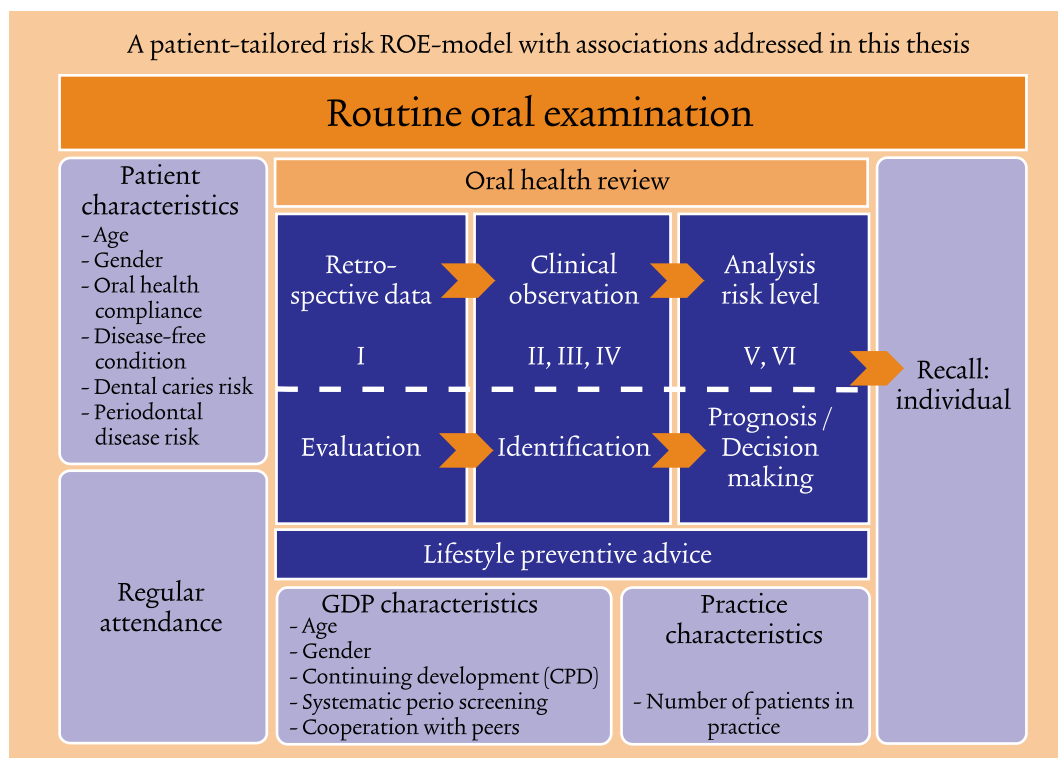 A patient-tailored risk ROE-model with associations addressed in this thesis
Routine oral examination
Patient
characteristics
- Age
- Gender
- Oral health
compliance
- Disease-free
condition
- Dental caries risk
- Periodontal
disease risk
Regular
attendance
Oral health review
Retro-
spective data
I
Clinical
observation
II, III, IV
Analysis
risk level
V, VI
Evaluation
Identification
Prognosis /
Decision
making
Lifestyle preventive advice
GDP characteristics
- Age
- Gender
- Continuing development (CPD)
- Systematic perio screening
- Cooperation with peers
Practice
characteristics
- Number of patients in
practice
Recall:
individual